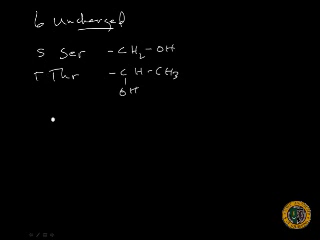 6 Uncharged
S Ser -CH₂-OH
T Thr -CH-CH₃
OH